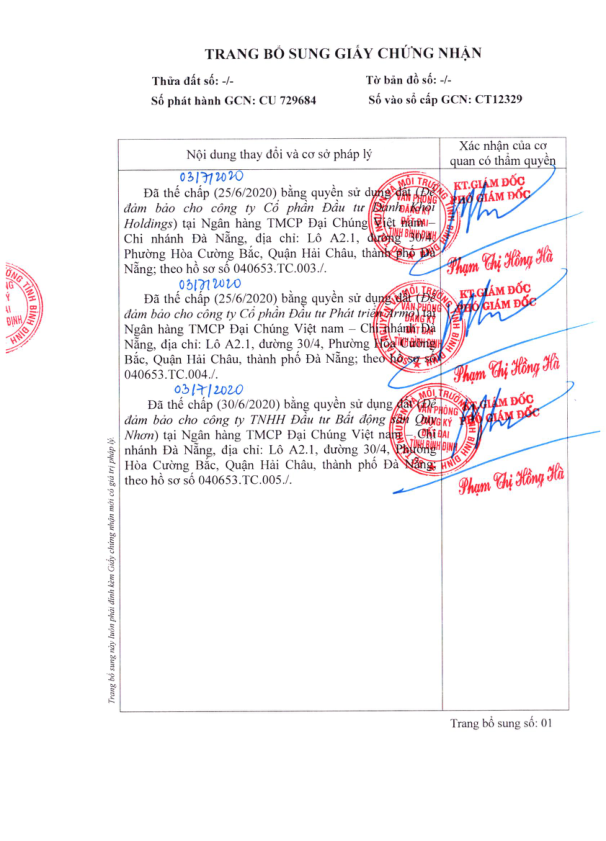 TRANG BỔ SUNG GIẤY CHỨNG NHẬN
Thửa đất số: -/-
Tờ bản đồ số: -/-
Số phát hành GCN: CU 729684
Số vào sổ cấp GCN: CT12329
Nội dung thay đổi và cơ sở pháp lý
Xác nhận của cơ
quan có thẩm quyền
03/7/2020
Đã thế chấp (25/6/2020) bằng quyền sử dụng đất (Để
đảm bảo cho công ty Cổ phần Đầu tư Danh Khôi
Holdings) tại Ngân hàng TMCP Đại Chúng Việt nam –
Chi nhánh Đà Nẵng, địa chỉ: Lô A2.1, đường 30/4,
Phường Hòa Cường Bắc, Quận Hải Châu, thành phố Đà
Nẵng; theo hồ sơ số 040653.TC.003./.
KT.GIÁM ĐỐC
PHÓ GIÁM ĐỐC
Phạm Thị Hồng Hà
03/7/2020
Đã thế chấp (25/6/2020) bằng quyền sử dụng đất (Để
đảm bảo cho công ty Cổ phần Đầu tư Phát triển Irma) tại
Ngân hàng TMCP Đại Chúng Việt nam – Chi nhánh Đà
Nẵng, địa chỉ: Lô A2.1, đường 30/4, Phường Hòa Cường
Bắc, Quận Hải Châu, thành phố Đà Nẵng; theo hồ sơ số
040653.TC.004./.
KT.GIÁM ĐỐC
PHÓ GIÁM ĐỐC
Phạm Thị Hồng Hà
03/7/2020
Đã thế chấp (30/6/2020) bằng quyền sử dụng đất (Để
đảm bảo cho công ty TNHH Đầu tư Bất động sản Quy
Nhơn) tại Ngân hàng TMCP Đại Chúng Việt nam – Chi
nhánh Đà Nẵng, địa chỉ: Lô A2.1, đường 30/4, Phường
Hòa Cường Bắc, Quận Hải Châu, thành phố Đà Nẵng;
theo hồ sơ số 040653.TC.005./.
KT.GIÁM ĐỐC
PHÓ GIÁM ĐỐC
Phạm Thị Hồng Hà
VĂN PHÒNG
ĐĂNG KÝ
ĐẤT ĐAI
TỈNH BÌNH ĐỊNH
Trang bổ sung này luôn phải đính kèm Giấy chứng nhận mới có giá trị pháp lý.
Trang bổ sung số: 01